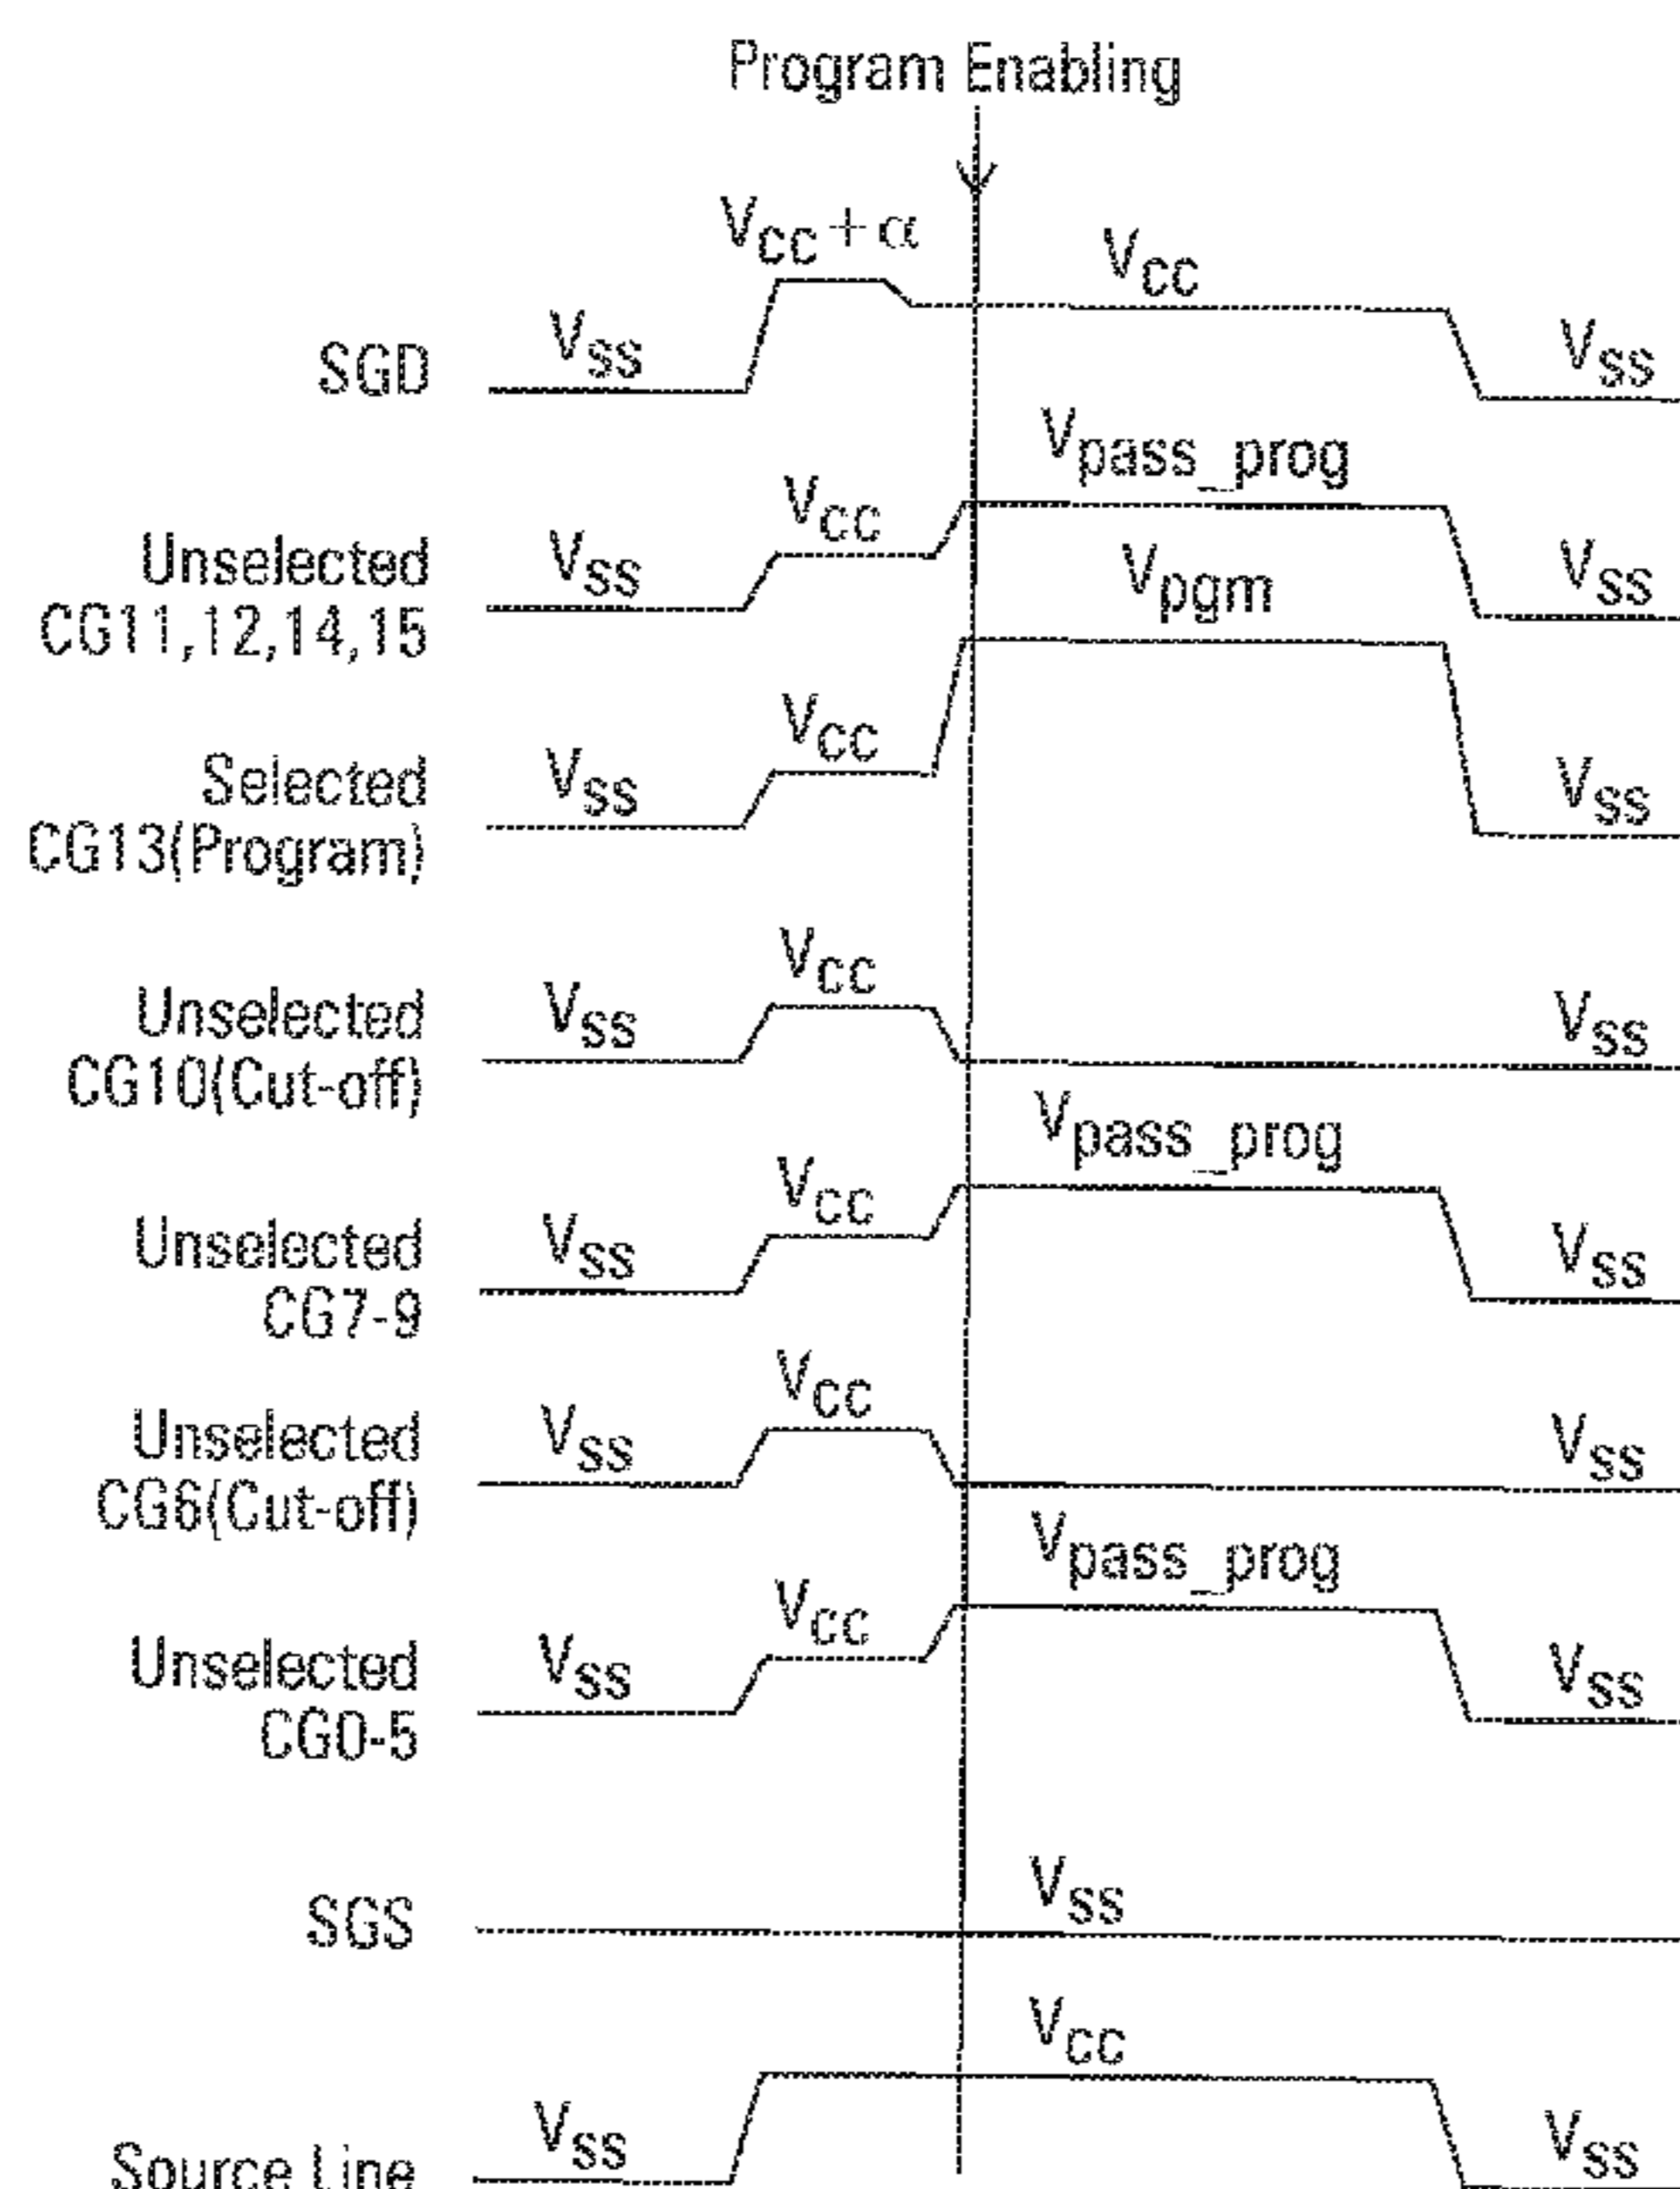 Program Enabling
Vcc+α
Vcc
SGD
Vss
Vss
Vpass_prog
Vcc
Unselected
CG11,12,14,15
Vss
Vss
Vpgm
Vcc
Selected
CG13(Program)
Vss
Vss
Vcc
Unselected
CG10(Cut-off)
Vss
Vss
Vpass_prog
Vcc
Unselected
CG7-9
Vss
Vss
Vcc
Unselected
CG6(Cut-off)
Vss
Vss
Vpass_prog
Vcc
Unselected
CG0-5
Vss
Vss
SGS
Vss
Vcc
Source Line
Vss
Vss